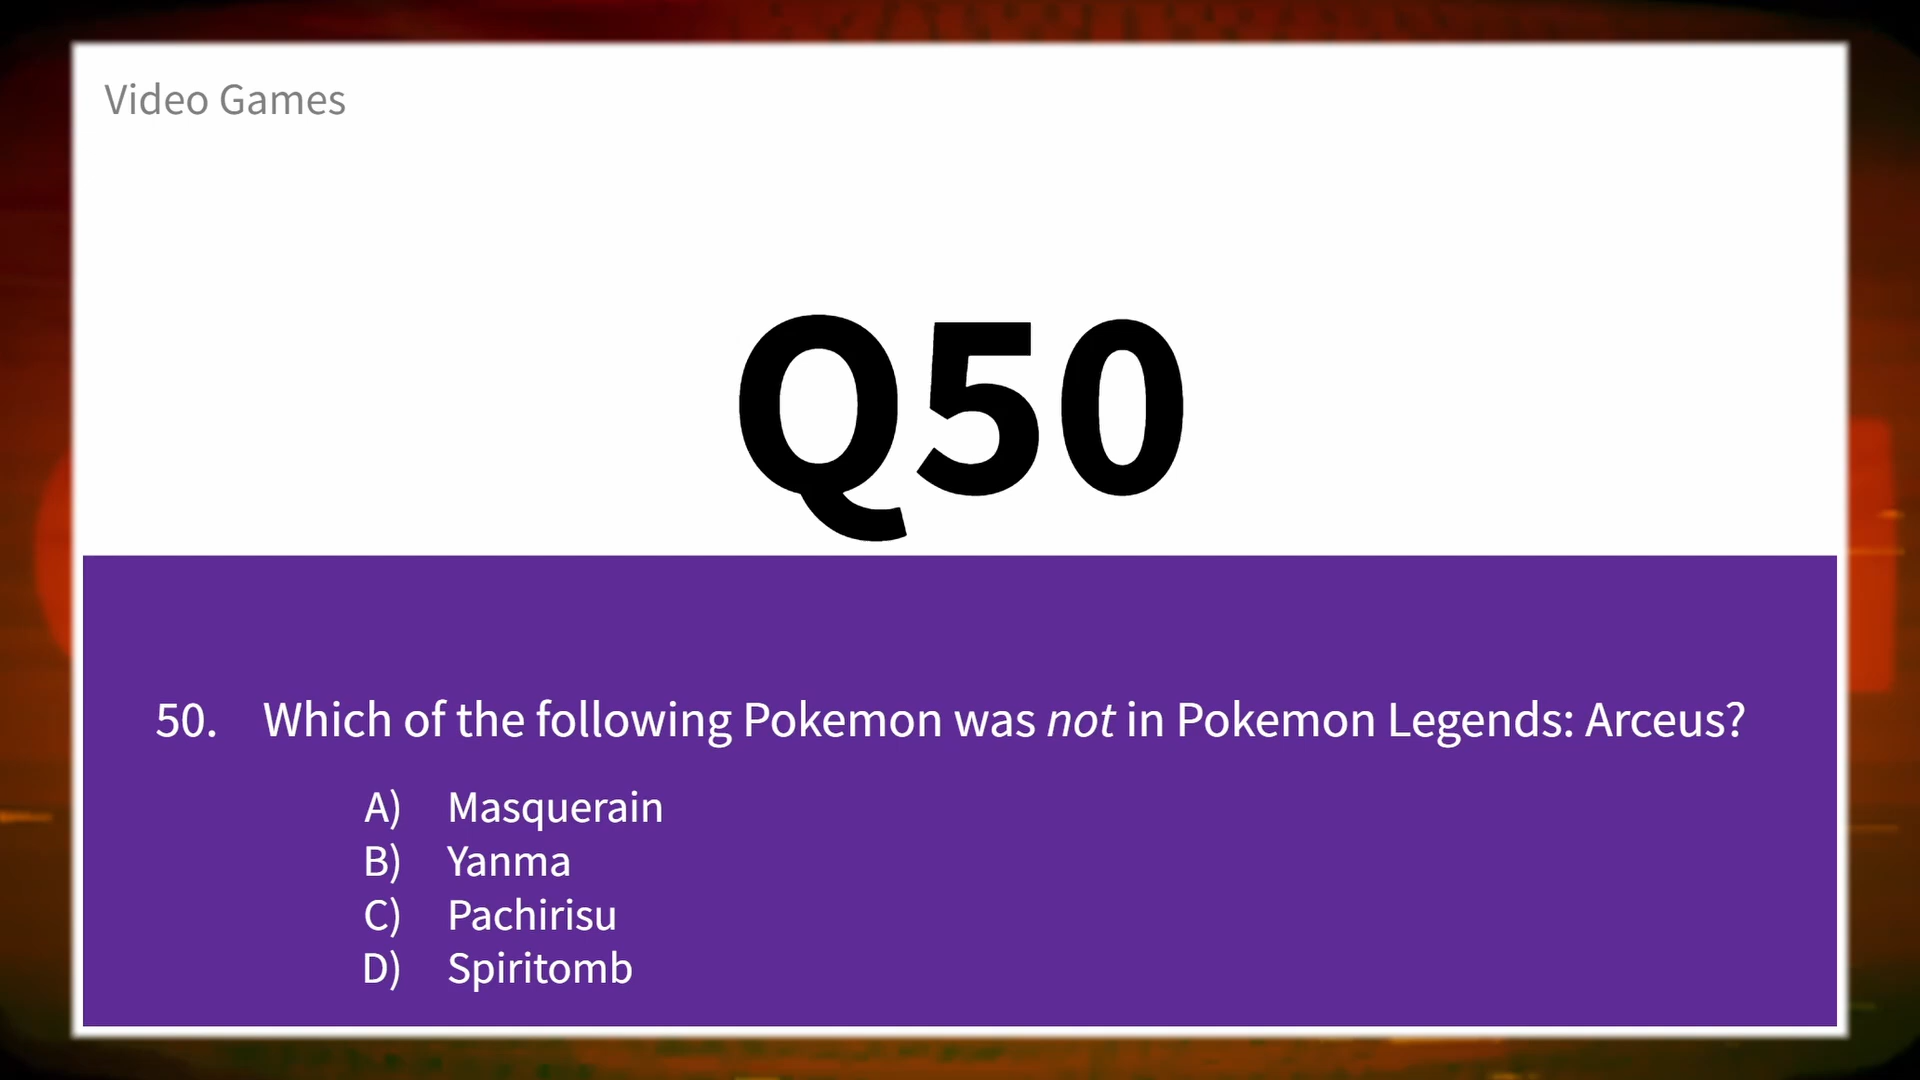 Video Games
Q50
50. Which of the following Pokemon was not in Pokemon Legends: Arceus?
A) Masquerain
B) Yanma
C) Pachirisu
D) Spiritomb